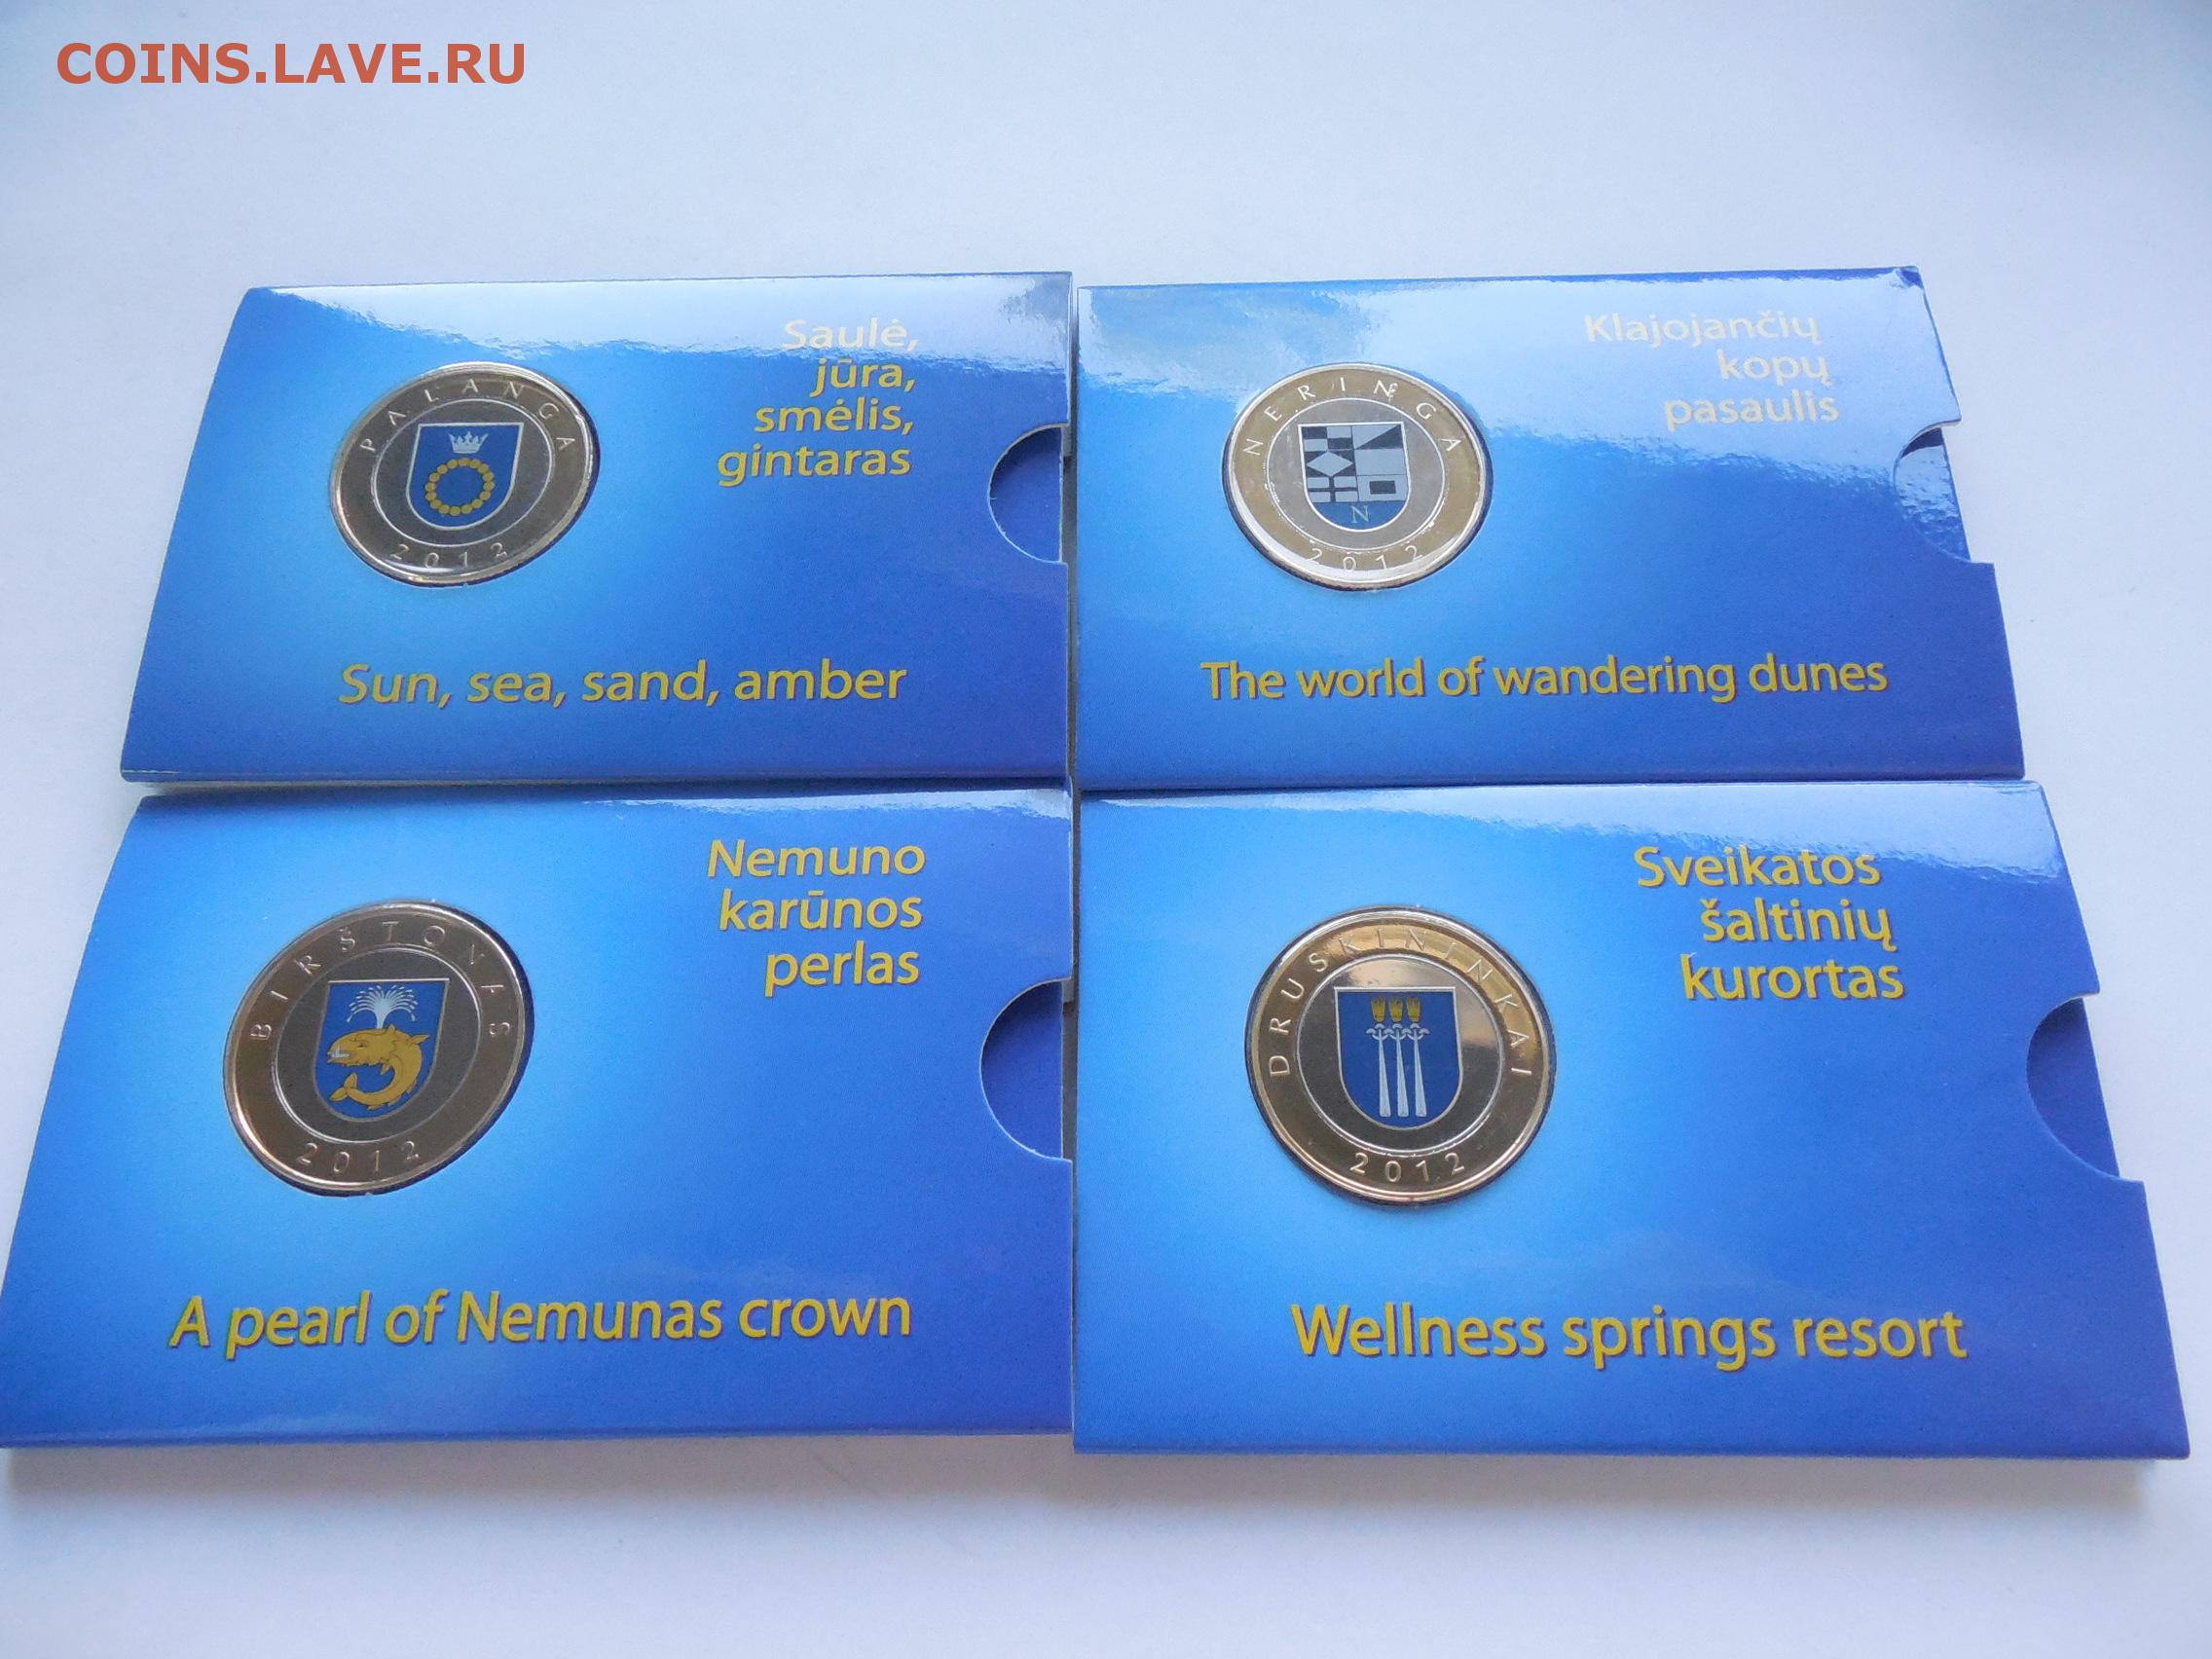 COINS.LAVE.RU
PALANGA
2012
Saulė,
jūra,
smėlis,
gintaras
Sun, sea, sand, amber
NERINGA
N
2012
Klajojančių
kopų
pasaulis
The world of wandering dunes
BIRŠTONAS
2012
Nemuno
karūnos
perlas
A pearl of Nemunas crown
DRUSKININKAI
2012
Sveikatos
šaltinių
kurortas
Wellness springs resort